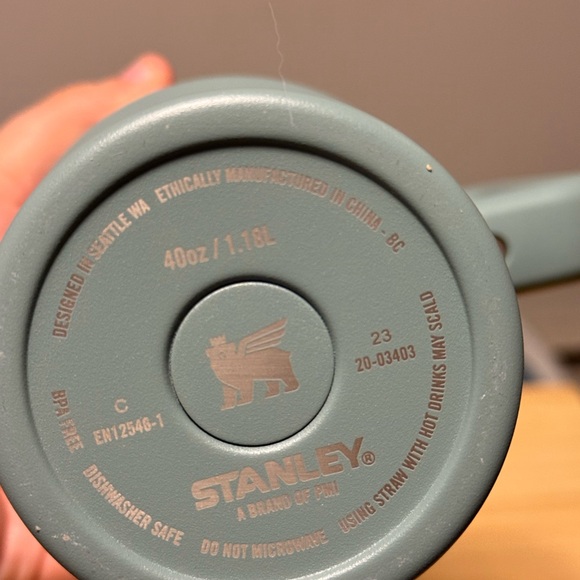 DESIGNED IN SEATTLE WA ETHICALLY MANUFACTURED IN CHINA - BC
40oz / 1.18L
23
20-03403
C
EN12546-1
STANLEY®
A BRAND OF PMI
BPA FREE DISHWASHER SAFE DO NOT MICROWAVE USING STRAW WITH HOT DRINKS MAY SCALD